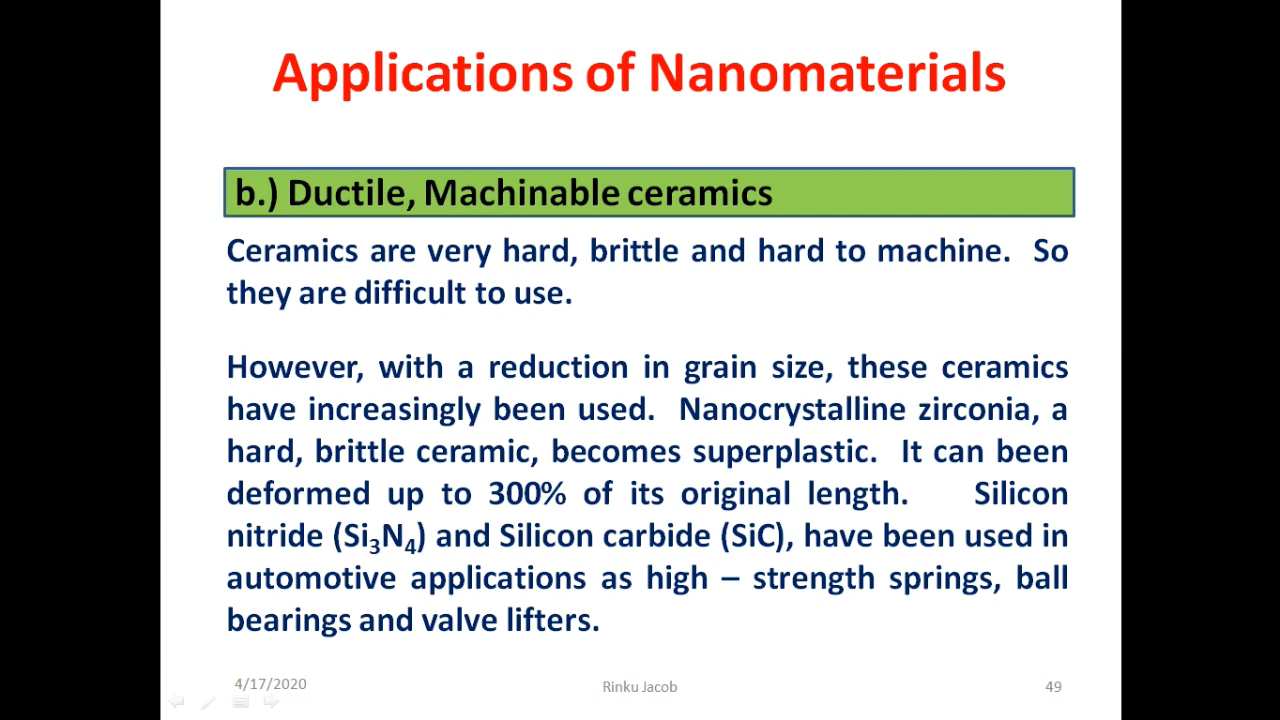 Applications of Nanomaterials
b.) Ductile, Machinable ceramics
Ceramics are very hard, brittle and hard to machine. So
they are difficult to use.
However, with a reduction in grain size, these ceramics
have increasingly been used. Nanocrystalline zirconia, a
hard, brittle ceramic, becomes superplastic. It can been
deformed up to 300% of its original length. Silicon
nitride (Si₃N₄) and Silicon carbide (SiC), have been used in
automotive applications as high – strength springs, ball
bearings and valve lifters.
4/17/2020
Rinku Jacob
49